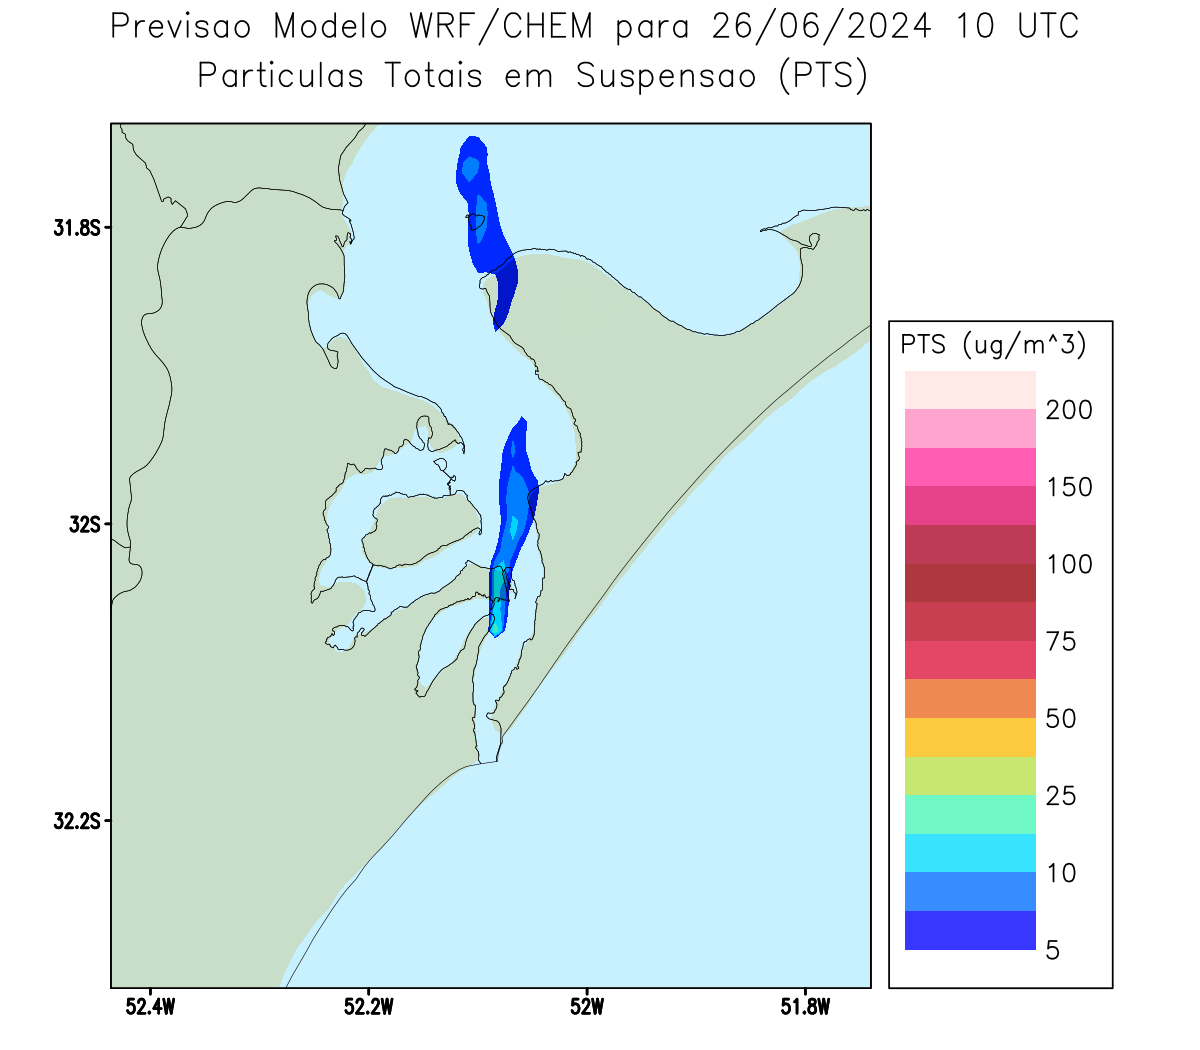 Previsao Modelo WRF/CHEM para 26/06/2024 10 UTC
Particulas Totais em Suspensao (PTS)
31.8S
32S
32.2S
52.4W
52.2W
52W
51.8W
PTS (ug/m^3)
200
150
100
75
50
25
10
5